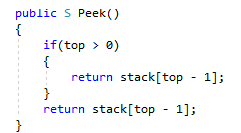 public S Peek()
{
if(top > 0)
{
return stack[top - 1];
}
return stack[top - 1];
}